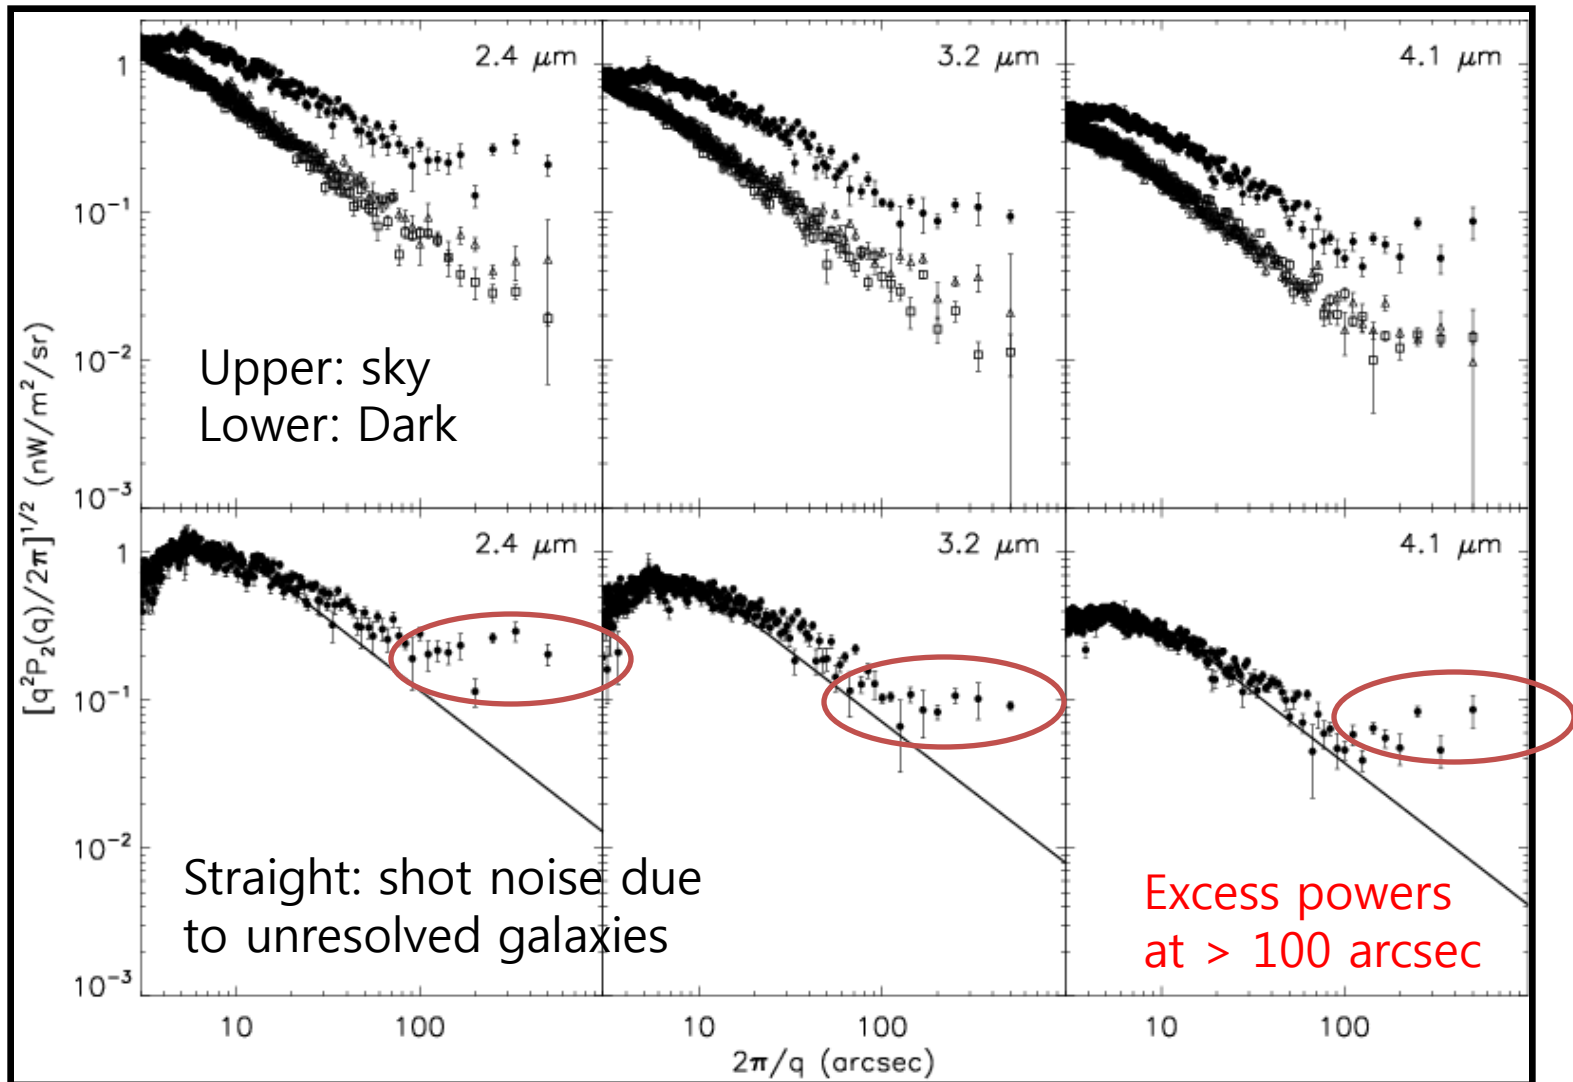 2.4 μm
3.2 μm
4.1 μm
1
10⁻¹
10⁻²
10⁻³
Upper: sky
Lower: Dark
[q²P₂(q)/2π]¹/² (nW/m²/sr)
2.4 μm
3.2 μm
4.1 μm
1
10⁻¹
10⁻²
10⁻³
Straight: shot noise due
to unresolved galaxies
Excess powers
at > 100 arcsec
10 100 10 100 10 100
2π/q (arcsec)